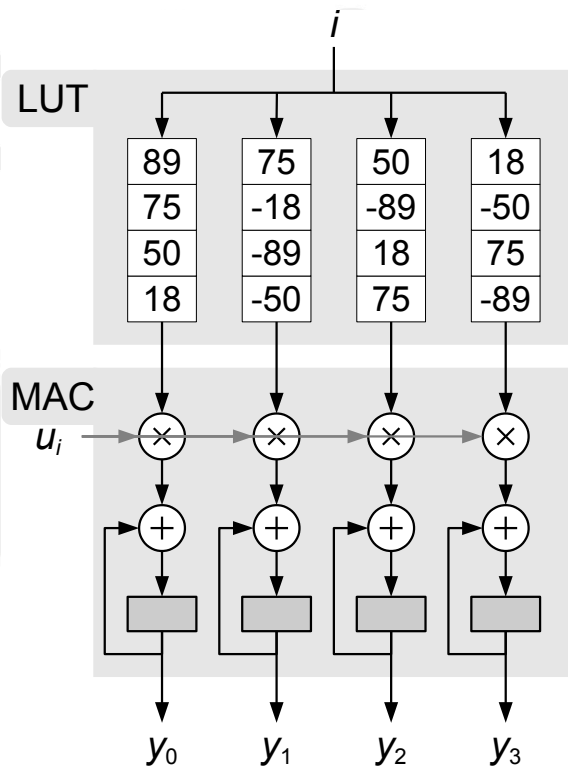 i
LUT
89 75 50 18
75 -18 -89 -50
50 -89 18 75
18 -50 75 -89
MAC
u_i × × × ×
+ + + +
y_0 y_1 y_2 y_3